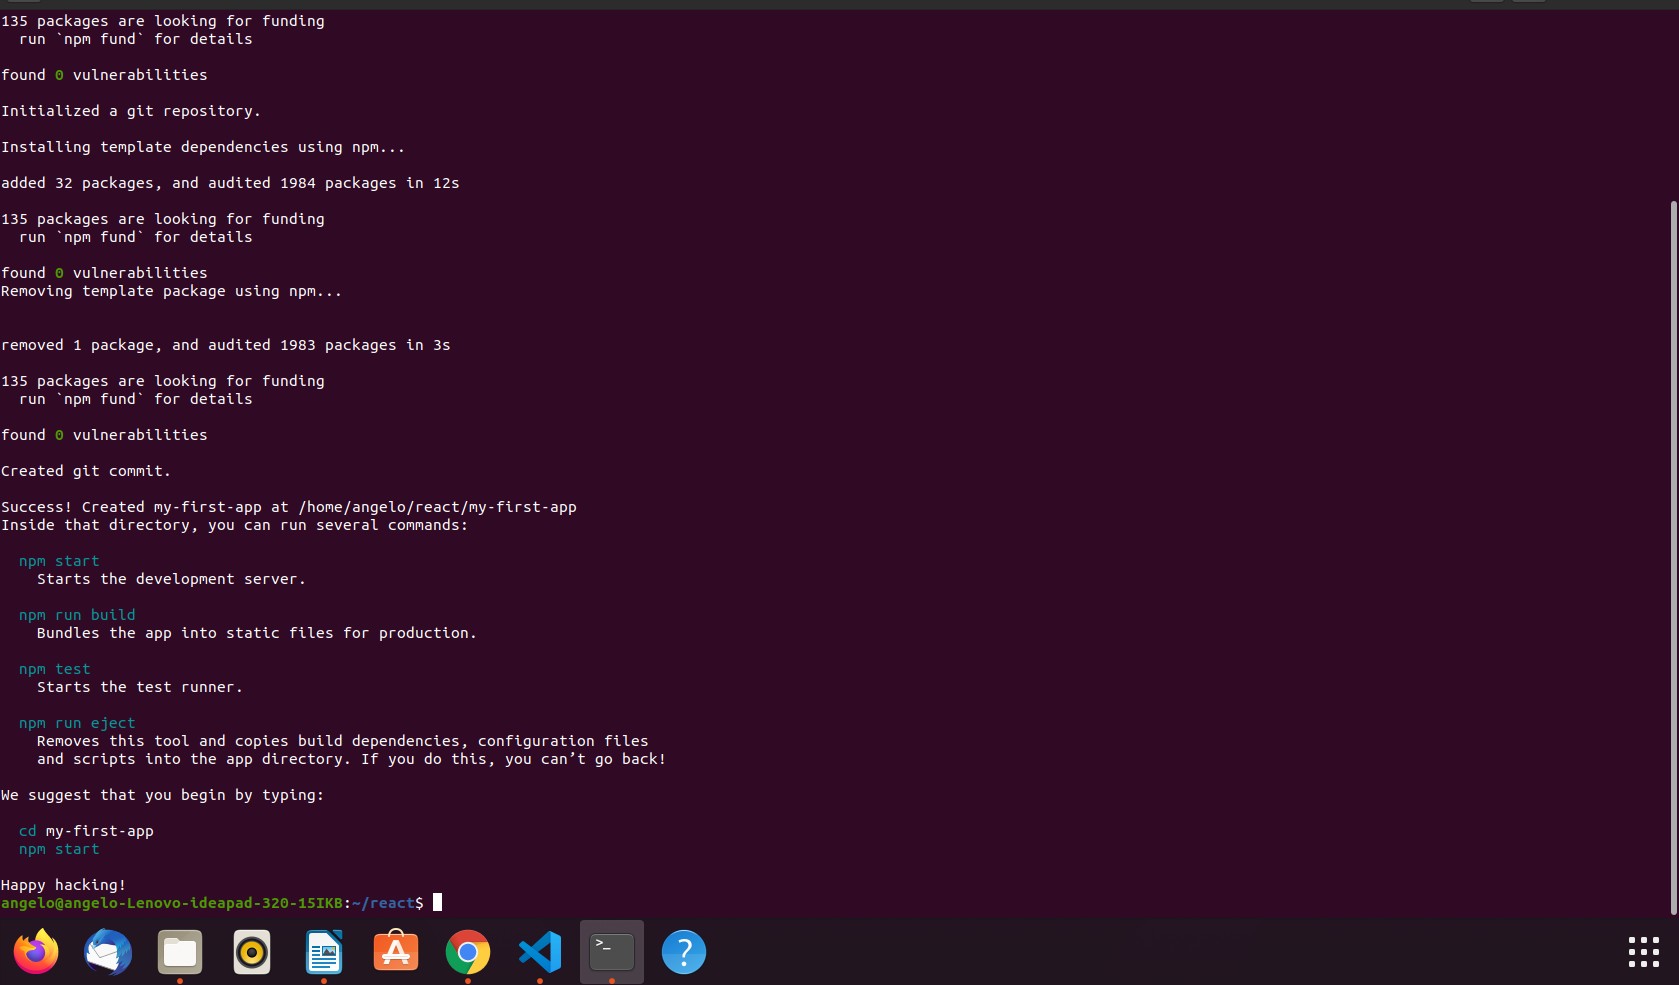 135 packages are looking for funding
  run `npm fund` for details

found 0 vulnerabilities

Initialized a git repository.

Installing template dependencies using npm...

added 32 packages, and audited 1984 packages in 12s

135 packages are looking for funding
  run `npm fund` for details

found 0 vulnerabilities
Removing template package using npm...


removed 1 package, and audited 1983 packages in 3s

135 packages are looking for funding
  run `npm fund` for details

found 0 vulnerabilities

Created git commit.

Success! Created my-first-app at /home/angelo/react/my-first-app
Inside that directory, you can run several commands:

  npm start
    Starts the development server.

  npm run build
    Bundles the app into static files for production.

  npm test
    Starts the test runner.

  npm run eject
    Removes this tool and copies build dependencies, configuration files
    and scripts into the app directory. If you do this, you can’t go back!

We suggest that you begin by typing:

  cd my-first-app
  npm start

Happy hacking!
angelo@angelo-Lenovo-ideapad-320-15IKB:~/react$